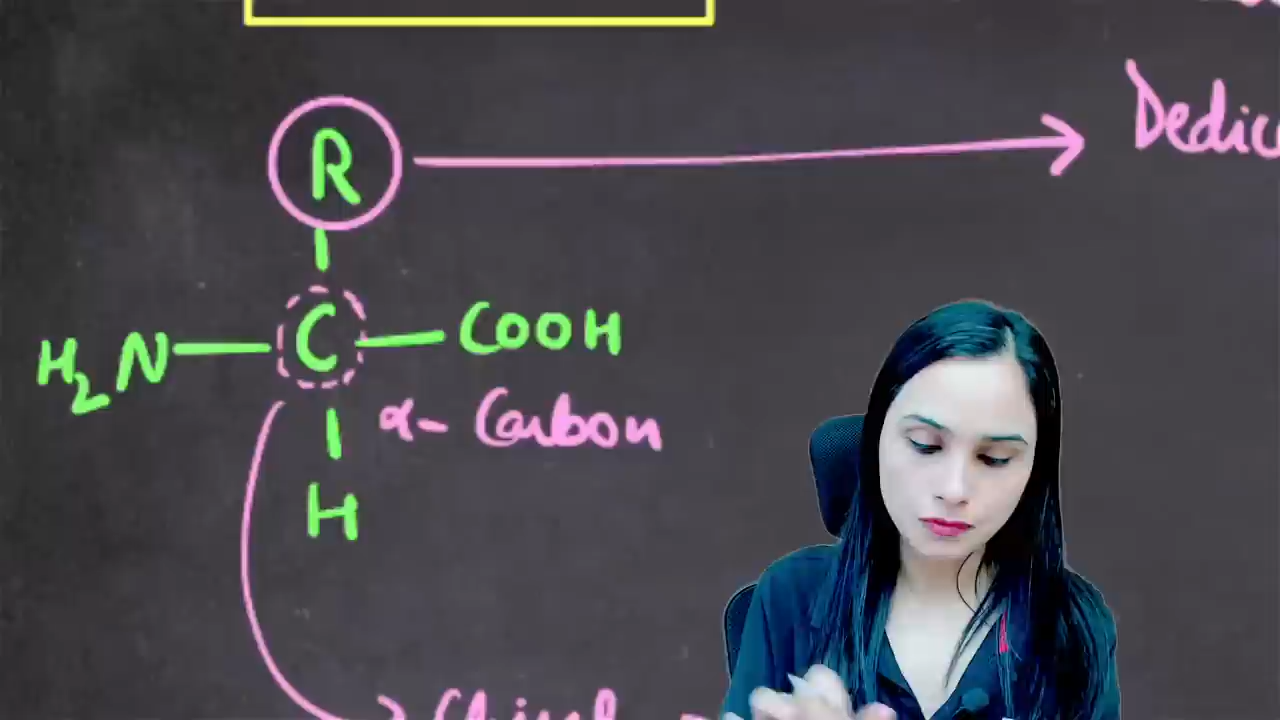 R
Dedic
H₂N—C—COOH
α- Carbon
H